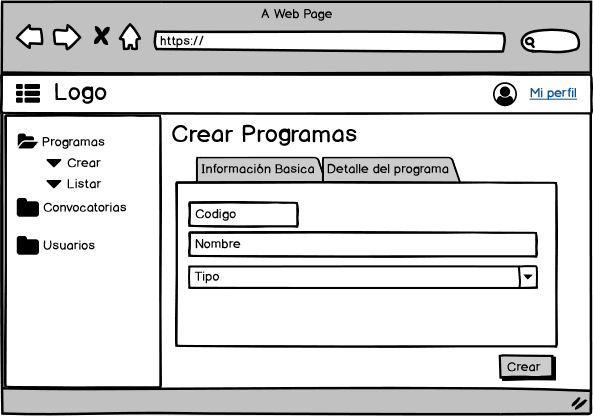 A Web Page
https://
Logo
Mi perfil
Programas
Crear
Listar
Convocatorias
Usuarios
Crear Programas
Información Basica
Detalle del programa
Codigo
Nombre
Tipo
Crear